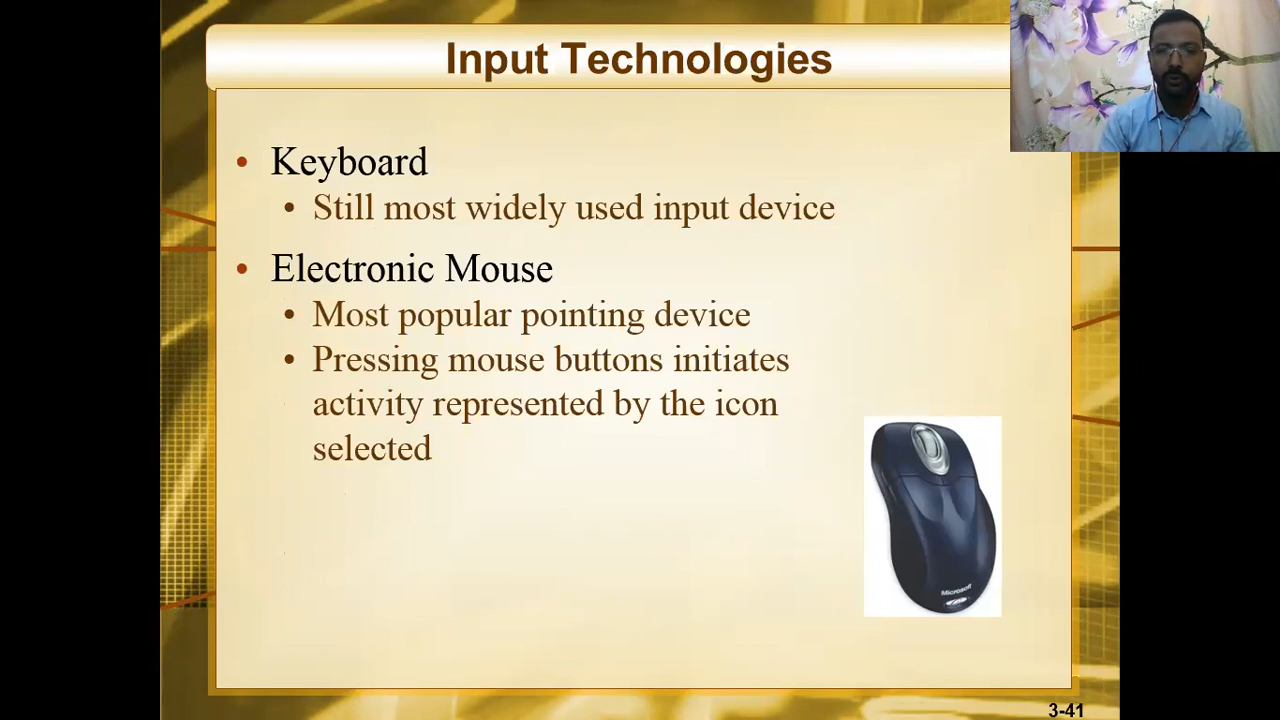 Input Technologies
• Keyboard
• Still most widely used input device
• Electronic Mouse
• Most popular pointing device
• Pressing mouse buttons initiates
activity represented by the icon
selected
Microsoft
3-41